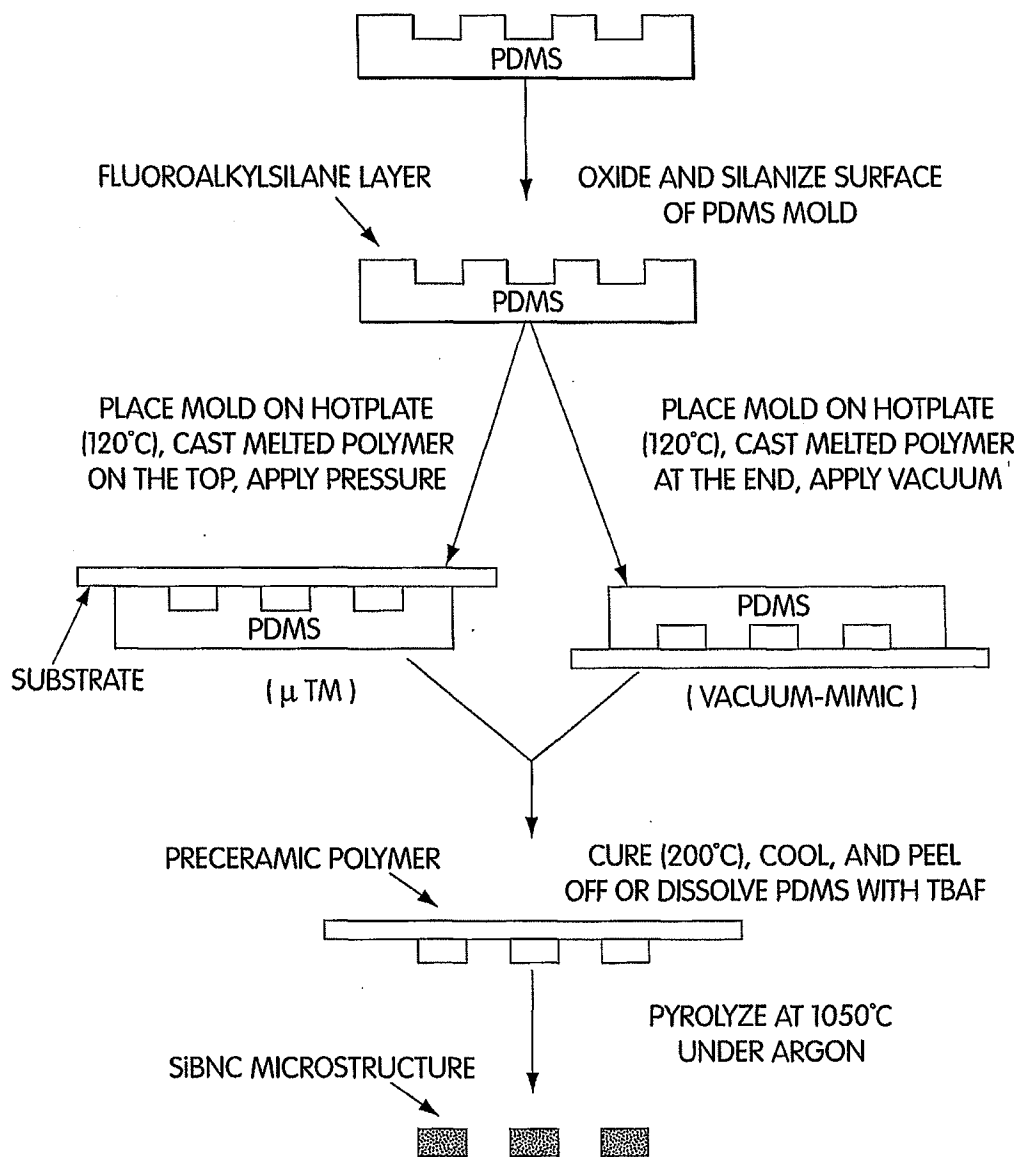 PDMS
FLUOROALKYLSILANE LAYER
OXIDE AND SILANIZE SURFACE
OF PDMS MOLD
PDMS
PLACE MOLD ON HOTPLATE
(120°C), CAST MELTED POLYMER
ON THE TOP, APPLY PRESSURE
PLACE MOLD ON HOTPLATE
(120°C), CAST MELTED POLYMER
AT THE END, APPLY VACUUM
PDMS
SUBSTRATE
(μ TM)
PDMS
(VACUUM-MIMIC)
PRECERAMIC POLYMER
CURE (200°C), COOL, AND PEEL
OFF OR DISSOLVE PDMS WITH TBAF
PYROLYZE AT 1050°C
UNDER ARGON
SiBNC MICROSTRUCTURE